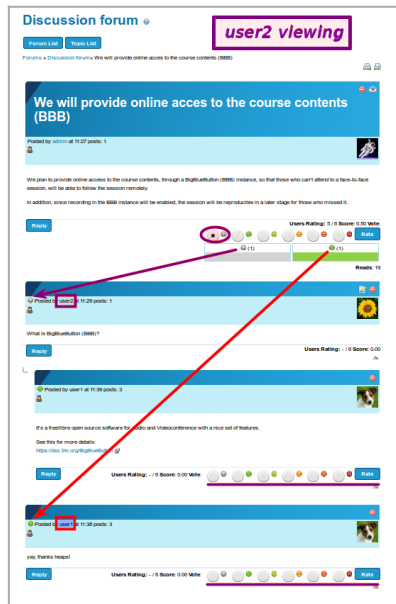 Discussion forum
user2 viewing
Forum List
Topic List
Forums » Discussion forum» We will provide online acces to the course contents (BBB)
We will provide online acces to the course contents
(BBB)
Posted by admin at 11:27 posts: 1
We plan to provide online access to the course contents, through a BigBlueButton (BBB) instance, so that those who can't attend to a face-to-face
session, will be able to follow the session remotely.
In addition, since recording in the BBB instance will be enabled, the session will be reproducible in a later stage for those who missed it.
Reply
Users Rating: 5 / 6 Score: 0.50 Vote:
Rate
(1)
(1)
Reads: 19
Posted by user2 at 11:29 posts: 1
What is BigBlueButton (BBB)?
Reply
Users Rating: - / 6 Score: 0.00
Posted by user1 at 11:39 posts: 3
It's a free/libre open source software for Audio and Videoconference with a nice set of features.
See this for more details:
https://doc.tiki.org/BigBlueButton
Reply
Users Rating: - / 6 Score: 0.00 Vote:
Rate
Posted by user1 at 11:38 posts: 3
yay, thanks heaps!
Reply
Users Rating: - / 6 Score: 0.00 Vote:
Rate